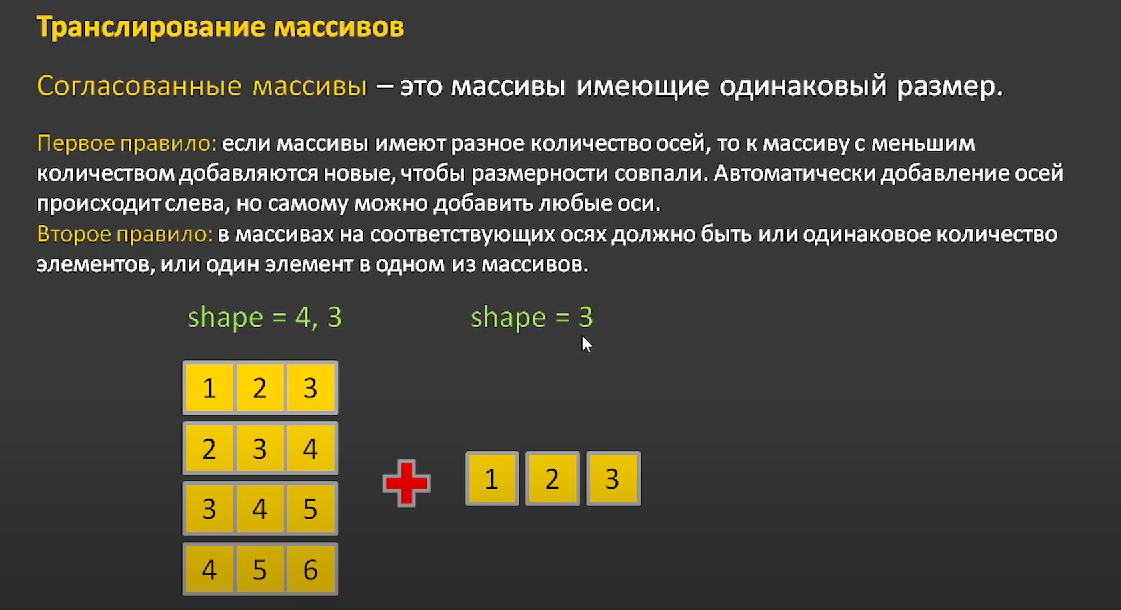 Транслирование массивов
Согласованные массивы – это массивы имеющие одинаковый размер.
Первое правило: если массивы имеют разное количество осей, то к массиву с меньшим
количеством добавляются новые, чтобы размерности совпали. Автоматически добавление осей
происходит слева, но самому можно добавить любые оси.
Второе правило: в массивах на соответствующих осях должно быть или одинаковое количество
элементов, или один элемент в одном из массивов.
shape = 4, 3 shape = 3
1 2 3
2 3 4
1 2 3
3 4 5
4 5 6